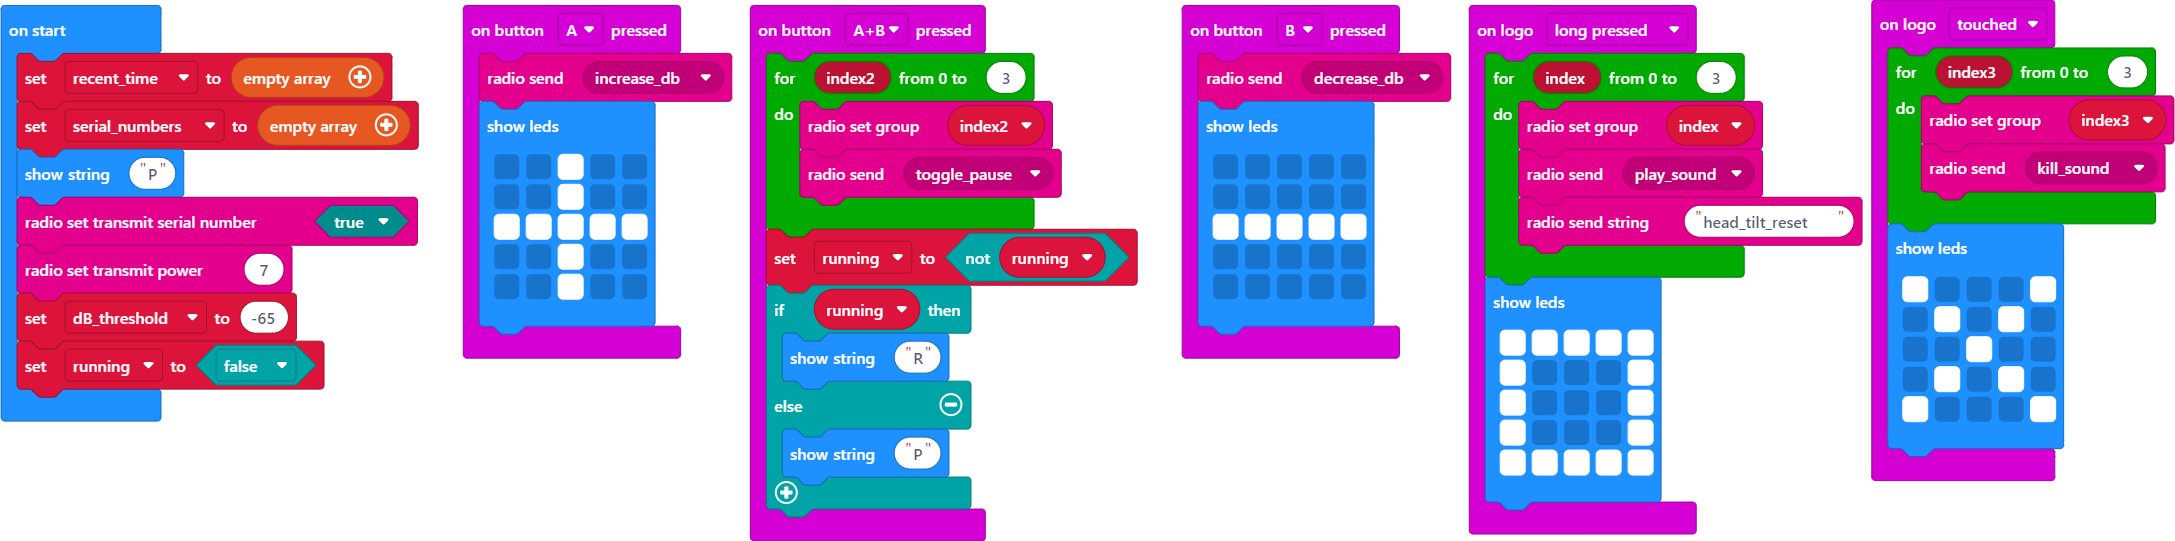 on start
set recent_time to empty array
set serial_numbers to empty array
show string "P"
radio set transmit serial number true
radio set transmit power 7
set dB_threshold to -65
set running to false
on button A pressed
radio send increase_db
show leds
on button A+B pressed
for index2 from 0 to 3
do
radio set group index2
radio send toggle_pause
set running to not running
if running then
show string "R"
else
show string "P"
on button B pressed
radio send decrease_db
show leds
on logo long pressed
for index from 0 to 3
do
radio set group index
radio send play_sound
radio send string "head_tilt_reset"
show leds
on logo touched
for index3 from 0 to 3
do
radio set group index3
radio send kill_sound
show leds